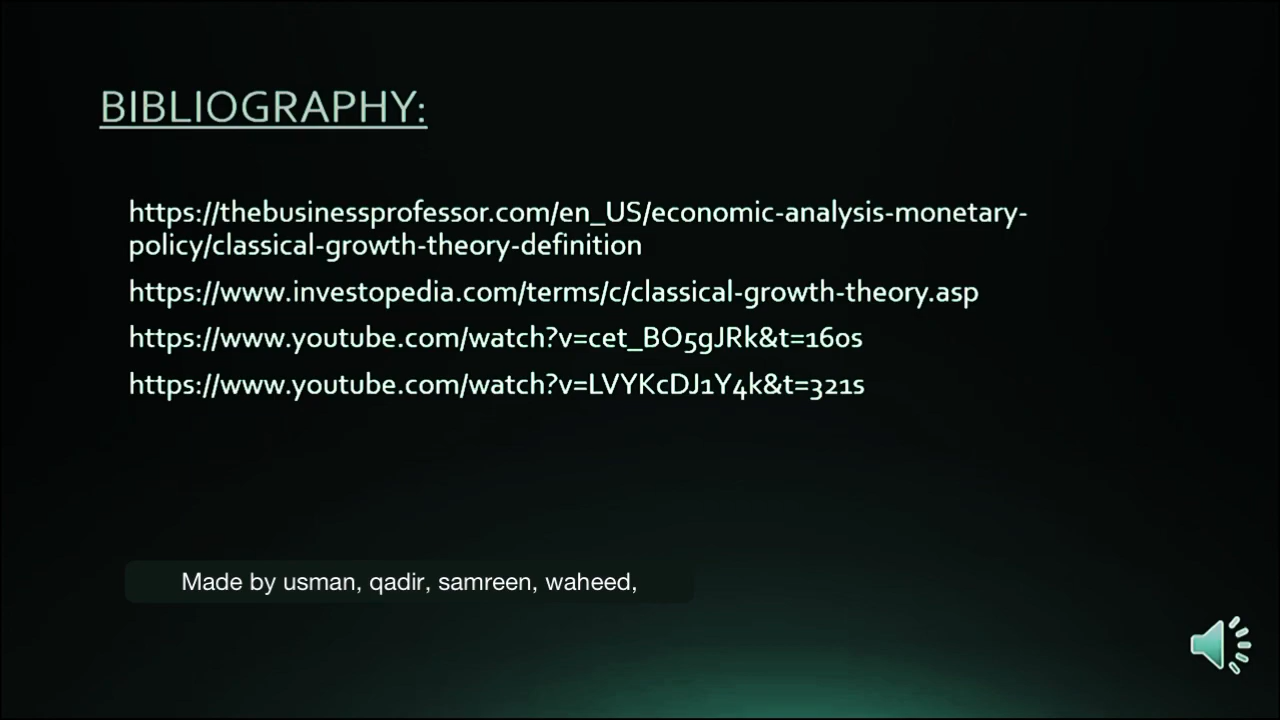 BIBLIOGRAPHY:
https://thebusinessprofessor.com/en_US/economic-analysis-monetary-
policy/classical-growth-theory-definition
https://www.investopedia.com/terms/c/classical-growth-theory.asp
https://www.youtube.com/watch?v=cet_BO5gJRk&t=160s
https://www.youtube.com/watch?v=LVYKcDJ1Y4k&t=321s
Made by usman, qadir, samreen, waheed,